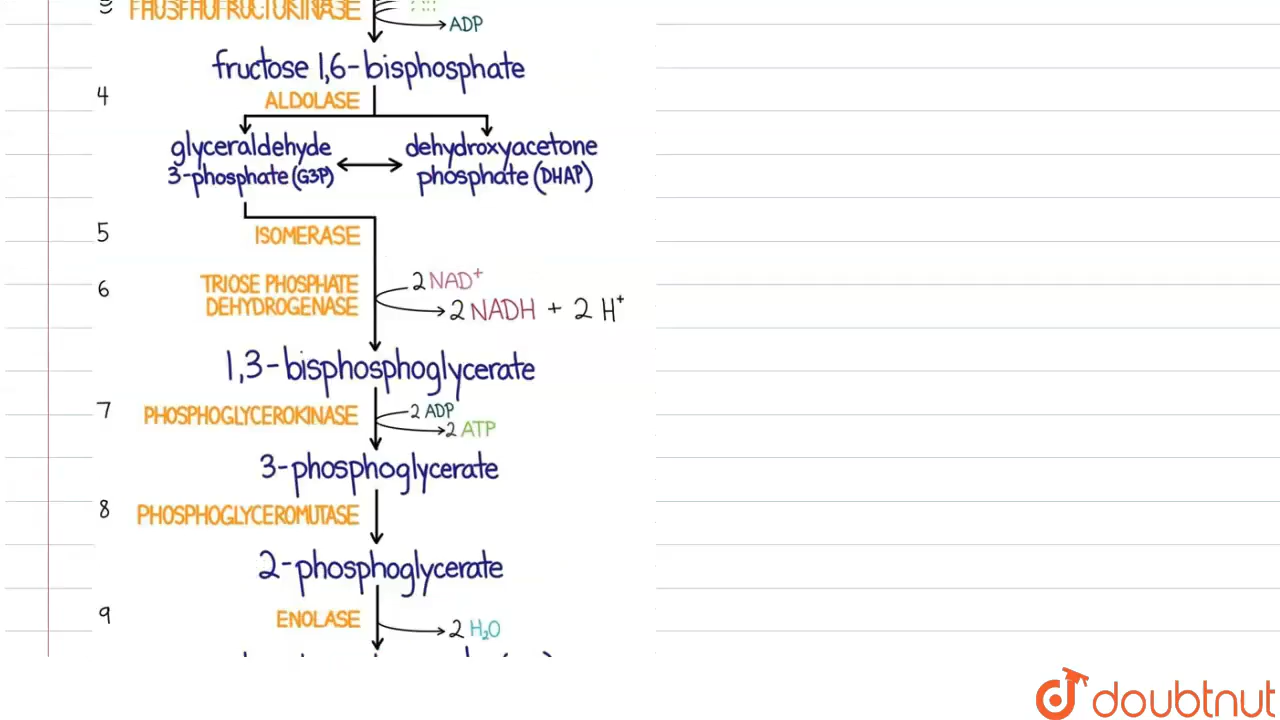 3 PHOSPHOFRUCTOKINASE
ADP
fructose 1,6-bisphosphate
4 ALDOLASE
glyceraldehyde
3-phosphate (G3P)
dehydroxyacetone
phosphate (DHAP)
5 ISOMERASE
6 TRIOSE PHOSPHATE
DEHYDROGENASE
2 NAD⁺
2 NADH + 2 H⁺
1,3-bisphosphoglycerate
7 PHOSPHOGLYCEROKINASE
2 ADP
2 ATP
3-phosphoglycerate
8 PHOSPHOGLYCEROMUTASE
2-phosphoglycerate
9 ENOLASE
2 H₂O
doubtnut